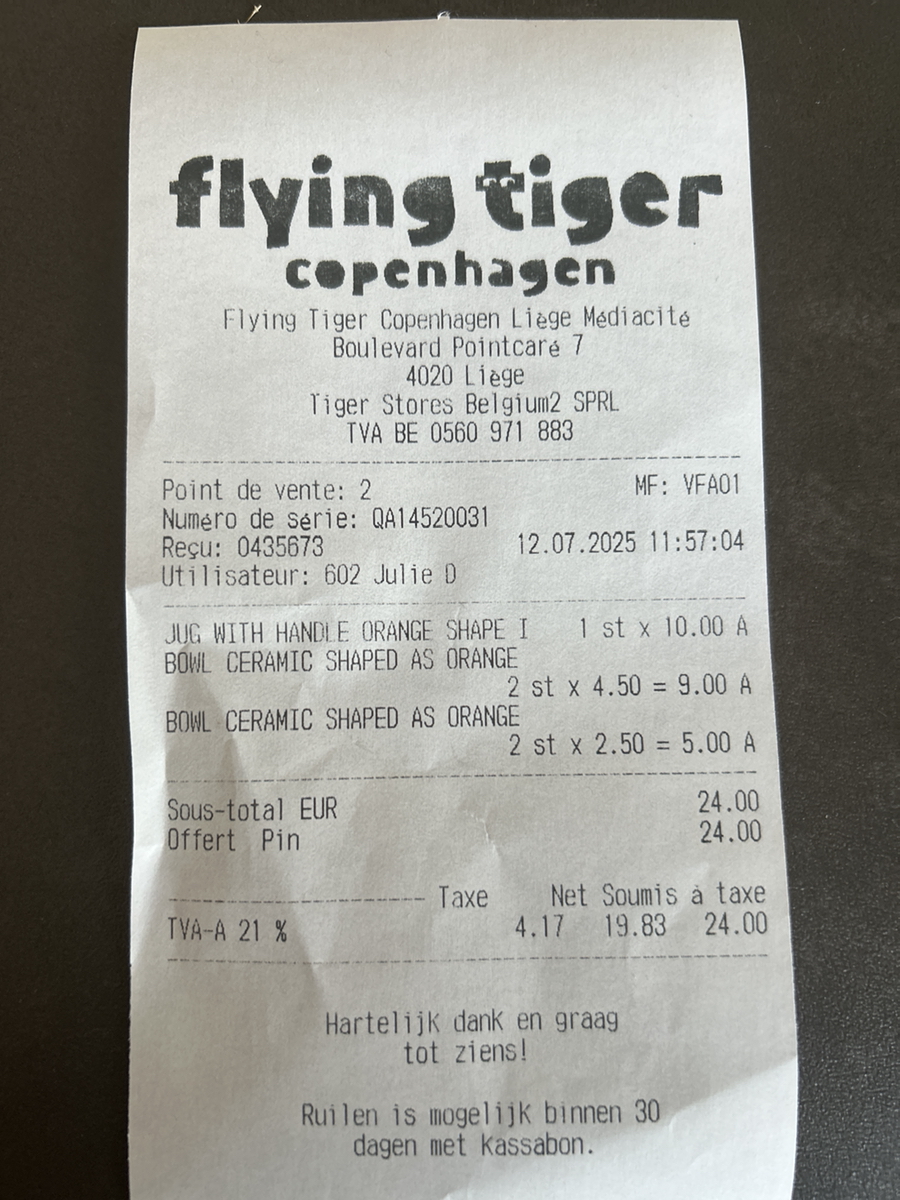 flying tiger
copenhagen
Flying Tiger Copenhagen Liège Médiacité
Boulevard Pointcaré 7
4020 Liège
Tiger Stores Belgium2 SPRL
TVA BE 0560 971 883
Point de vente: 2 MF: VFA01
Numéro de série: QA14520031
Reçu: 0435673 12.07.2025 11:57:04
Utilisateur: 602 Julie D
JUG WITH HANDLE ORANGE SHAPE I 1 st x 10.00 A
BOWL CERAMIC SHAPED AS ORANGE
2 st x 4.50 = 9.00 A
BOWL CERAMIC SHAPED AS ORANGE
2 st x 2.50 = 5.00 A
Sous-total EUR 24.00
Offert Pin 24.00
Taxe Net Soumis à taxe
TVA-A 21 % 4.17 19.83 24.00
Hartelijk dank en graag
tot ziens!
Ruilen is mogelijk binnen 30
dagen met kassabon.